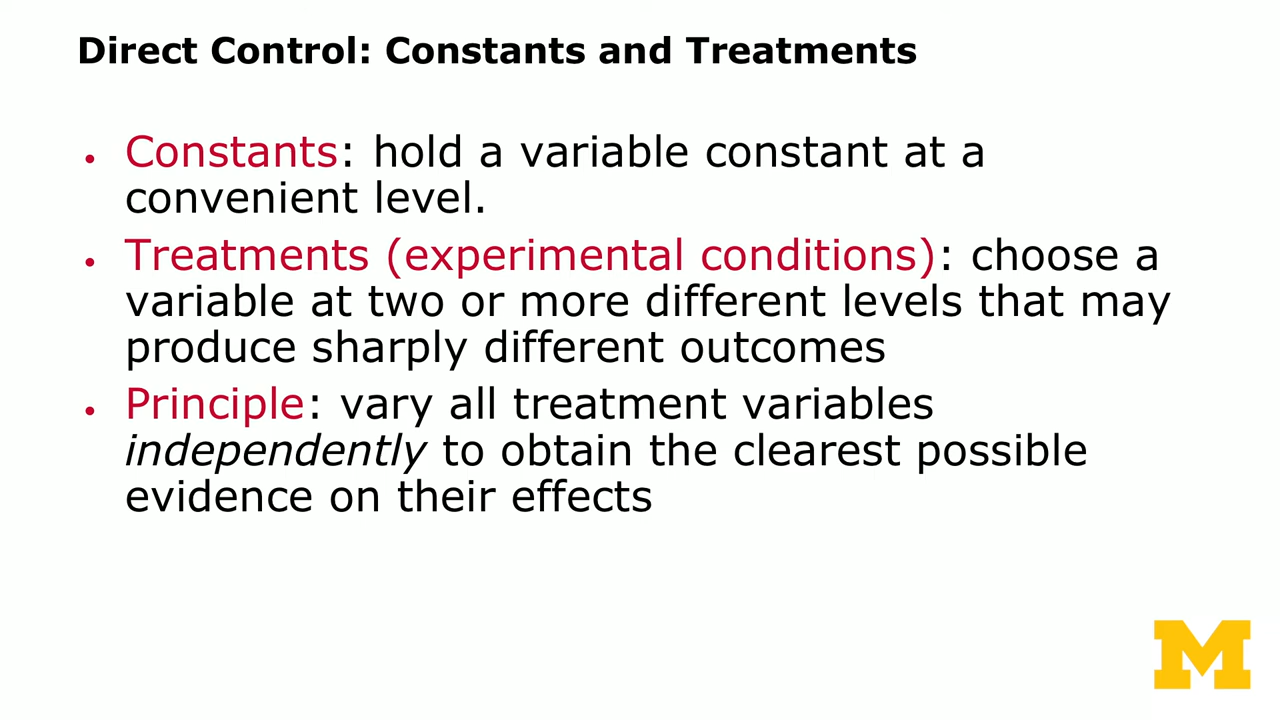 Direct Control: Constants and Treatments
• Constants: hold a variable constant at a
convenient level.
• Treatments (experimental conditions): choose a
variable at two or more different levels that may
produce sharply different outcomes
• Principle: vary all treatment variables
independently to obtain the clearest possible
evidence on their effects
M